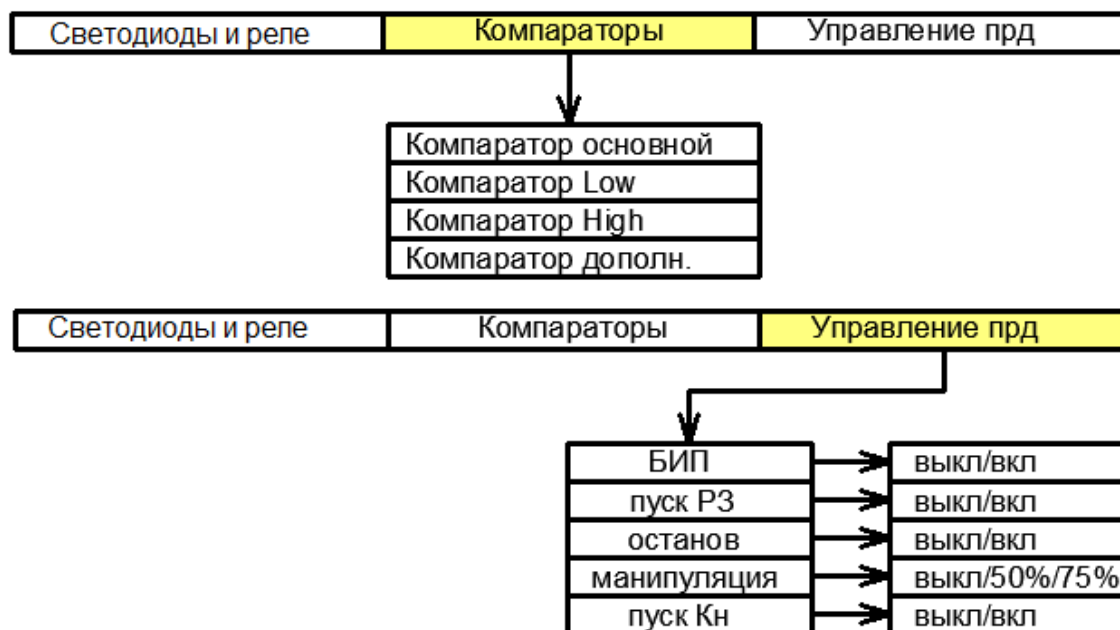 Светодиоды и реле Компараторы Управление прд
Компаратор основной
Компаратор Low
Компаратор High
Компаратор дополн.
Светодиоды и реле Компараторы Управление прд
БИП выкл/вкл
пуск РЗ выкл/вкл
останов выкл/вкл
манипуляция выкл/50%/75%
пуск Кн выкл/вкл